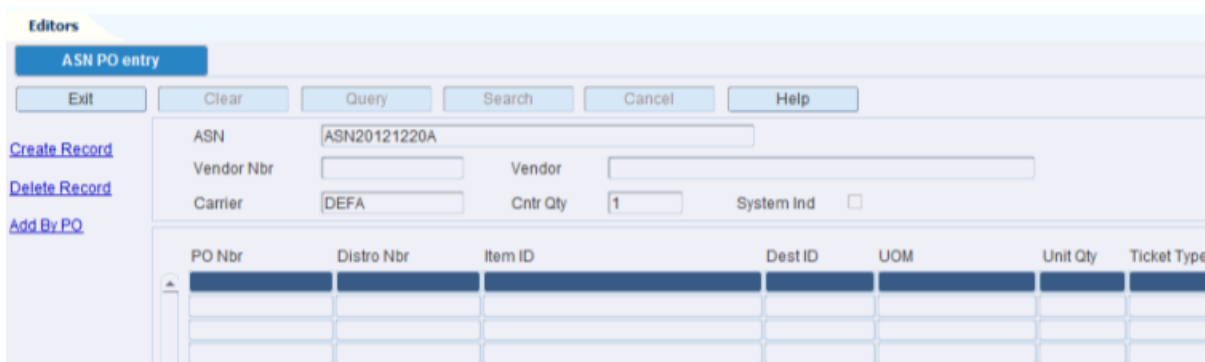 Editors
ASN PO entry
Exit Clear Query Search Cancel Help
Create Record
Delete Record
Add By PO
ASN ASN20121220A
Vendor Nbr Vendor
Carrier DEFA Cntr Qty 1 System Ind
PO Nbr Distro Nbr Item ID Dest ID UOM Unit Qty Ticket Type